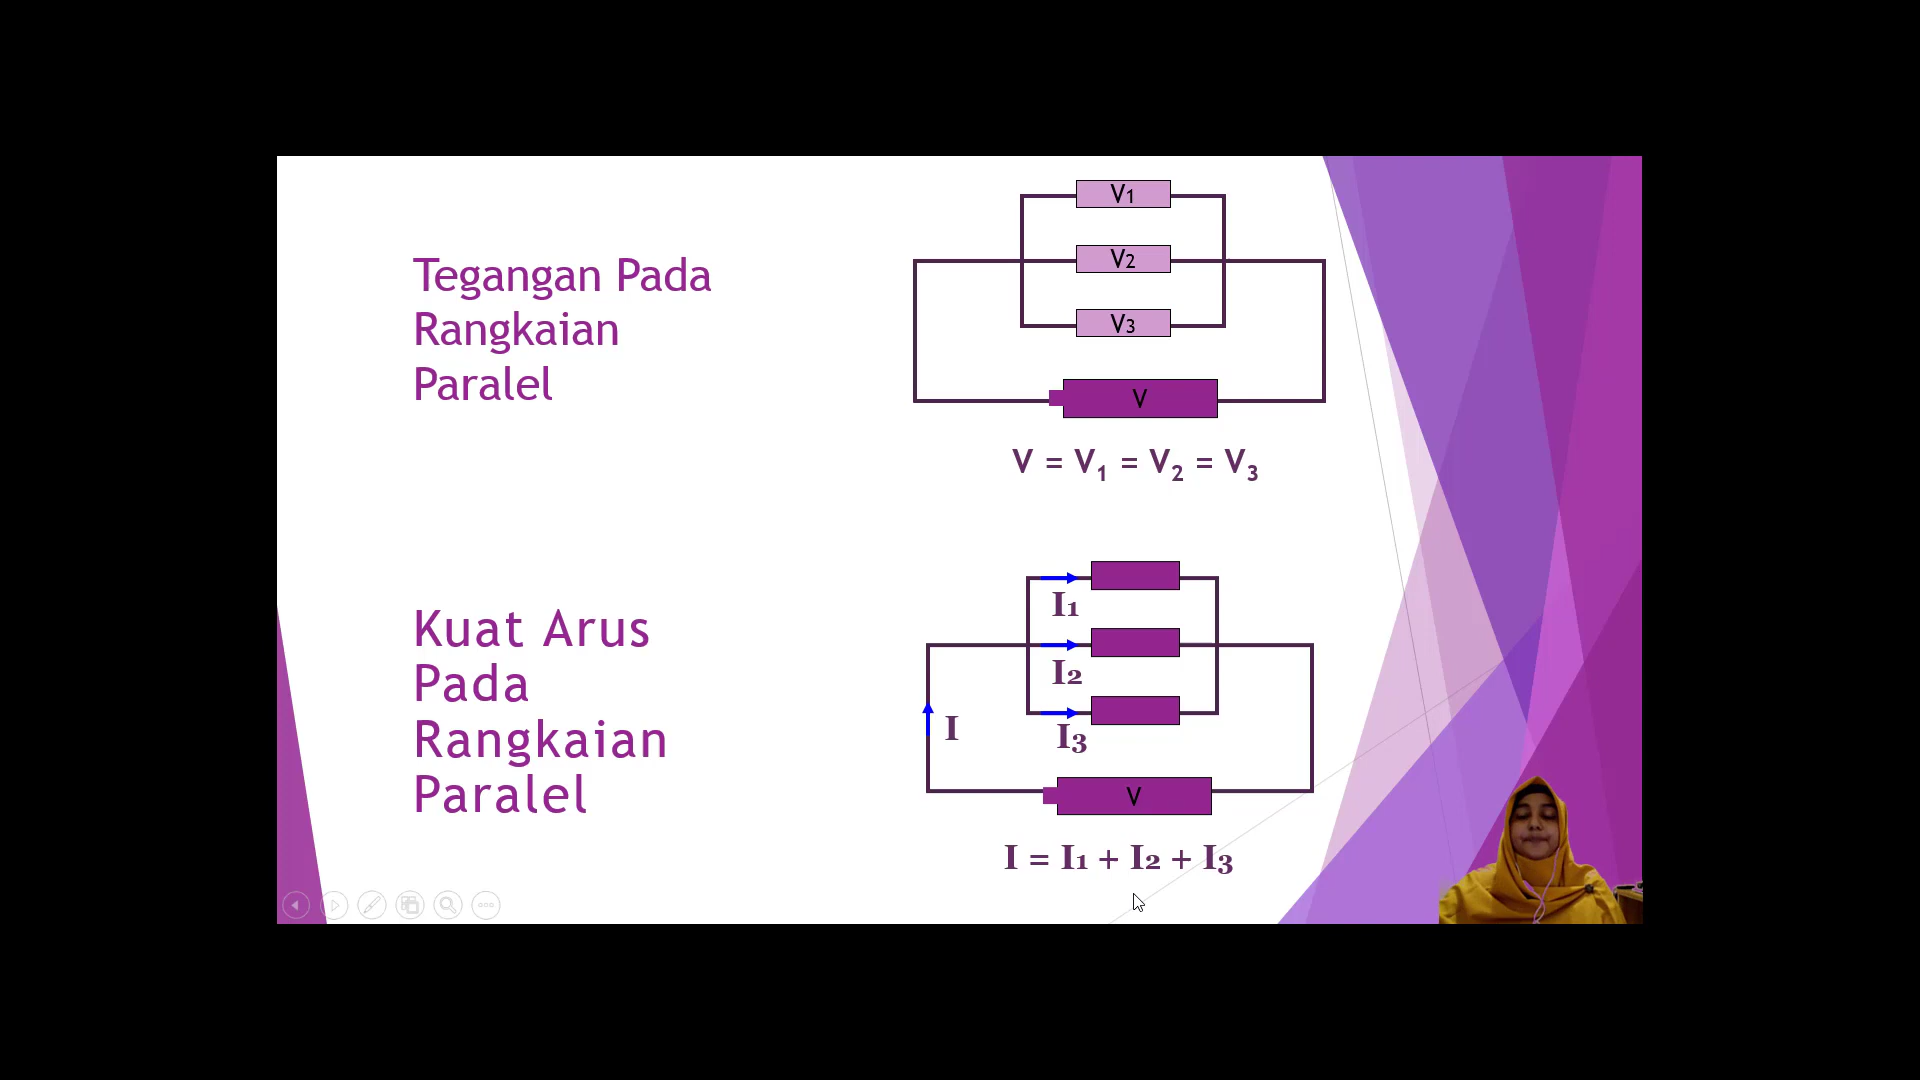 Tegangan Pada
Rangkaian
Paralel
V1
V2
V3
V
V = V₁ = V₂ = V₃
Kuat Arus
Pada
Rangkaian
Paralel
I1
I2
I3
I
V
I = I1 + I2 + I3